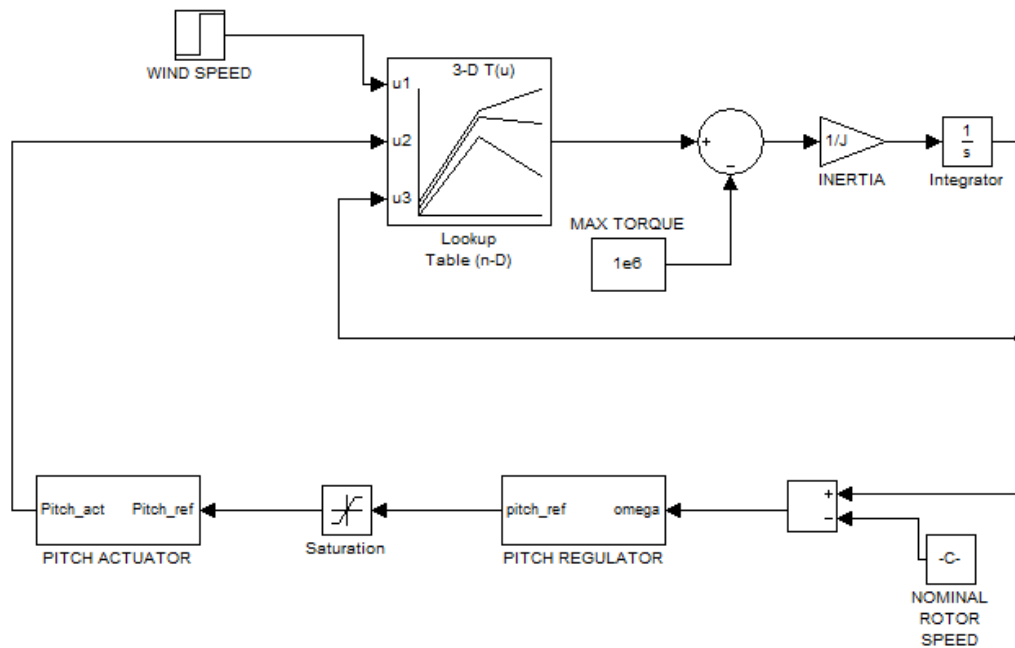 WIND SPEED
3-D T(u)
u1
u2
u3
Lookup
Table (n-D)
+
−
MAX TORQUE
1e6
1/J
INERTIA
1
s
Integrator
Pitch_act
Pitch_ref
PITCH ACTUATOR
Saturation
pitch_ref
omega
PITCH REGULATOR
+
−
-C-
NOMINAL
ROTOR
SPEED